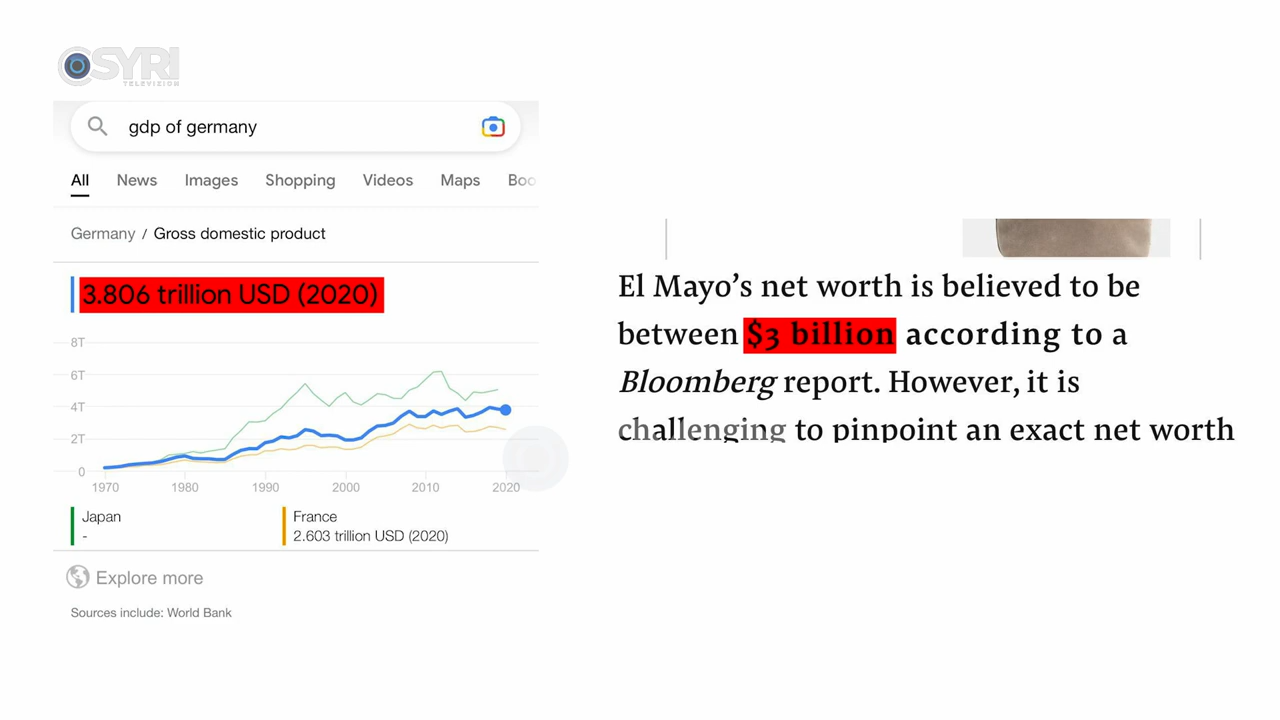 SYRI
TELEVISION
gdp of germany
All News Images Shopping Videos Maps Boo
Germany / Gross domestic product
3.806 trillion USD (2020)
8T
6T
4T
2T
0
1970 1980 1990 2000 2010 2020
Japan
-
France
2.603 trillion USD (2020)
Explore more
Sources include: World Bank
El Mayo’s net worth is believed to be
between $3 billion according to a
Bloomberg report. However, it is
challenging to pinpoint an exact net worth